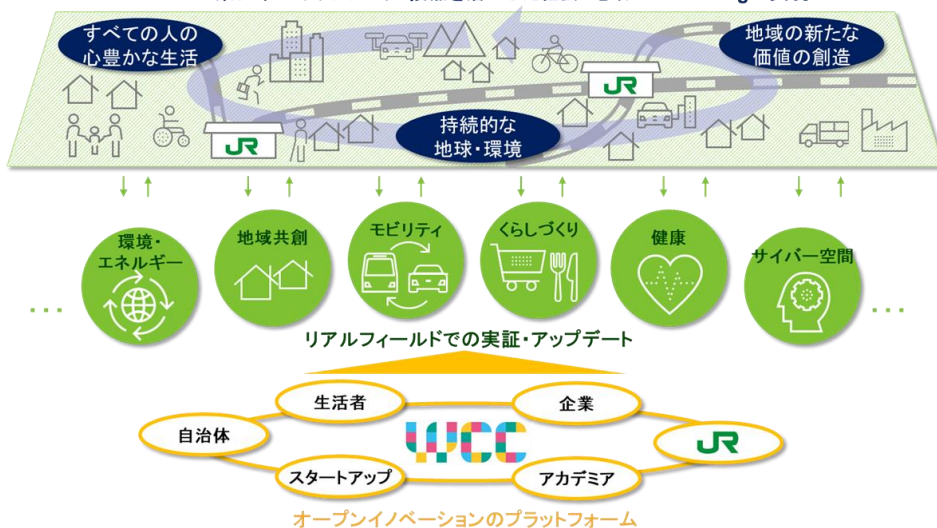 すべての人の
心豊かな生活
地域の新たな
価値の創造
JR
JR
持続的な
地球・環境
環境・
エネルギー
地域共創
モビリティ
くらしづくり
健康
サイバー空間
リアルフィールドでの実証・アップデート
生活者
企業
自治体
WCC
JR
スタートアップ
アカデミア
オープンイノベーションのプラットフォーム